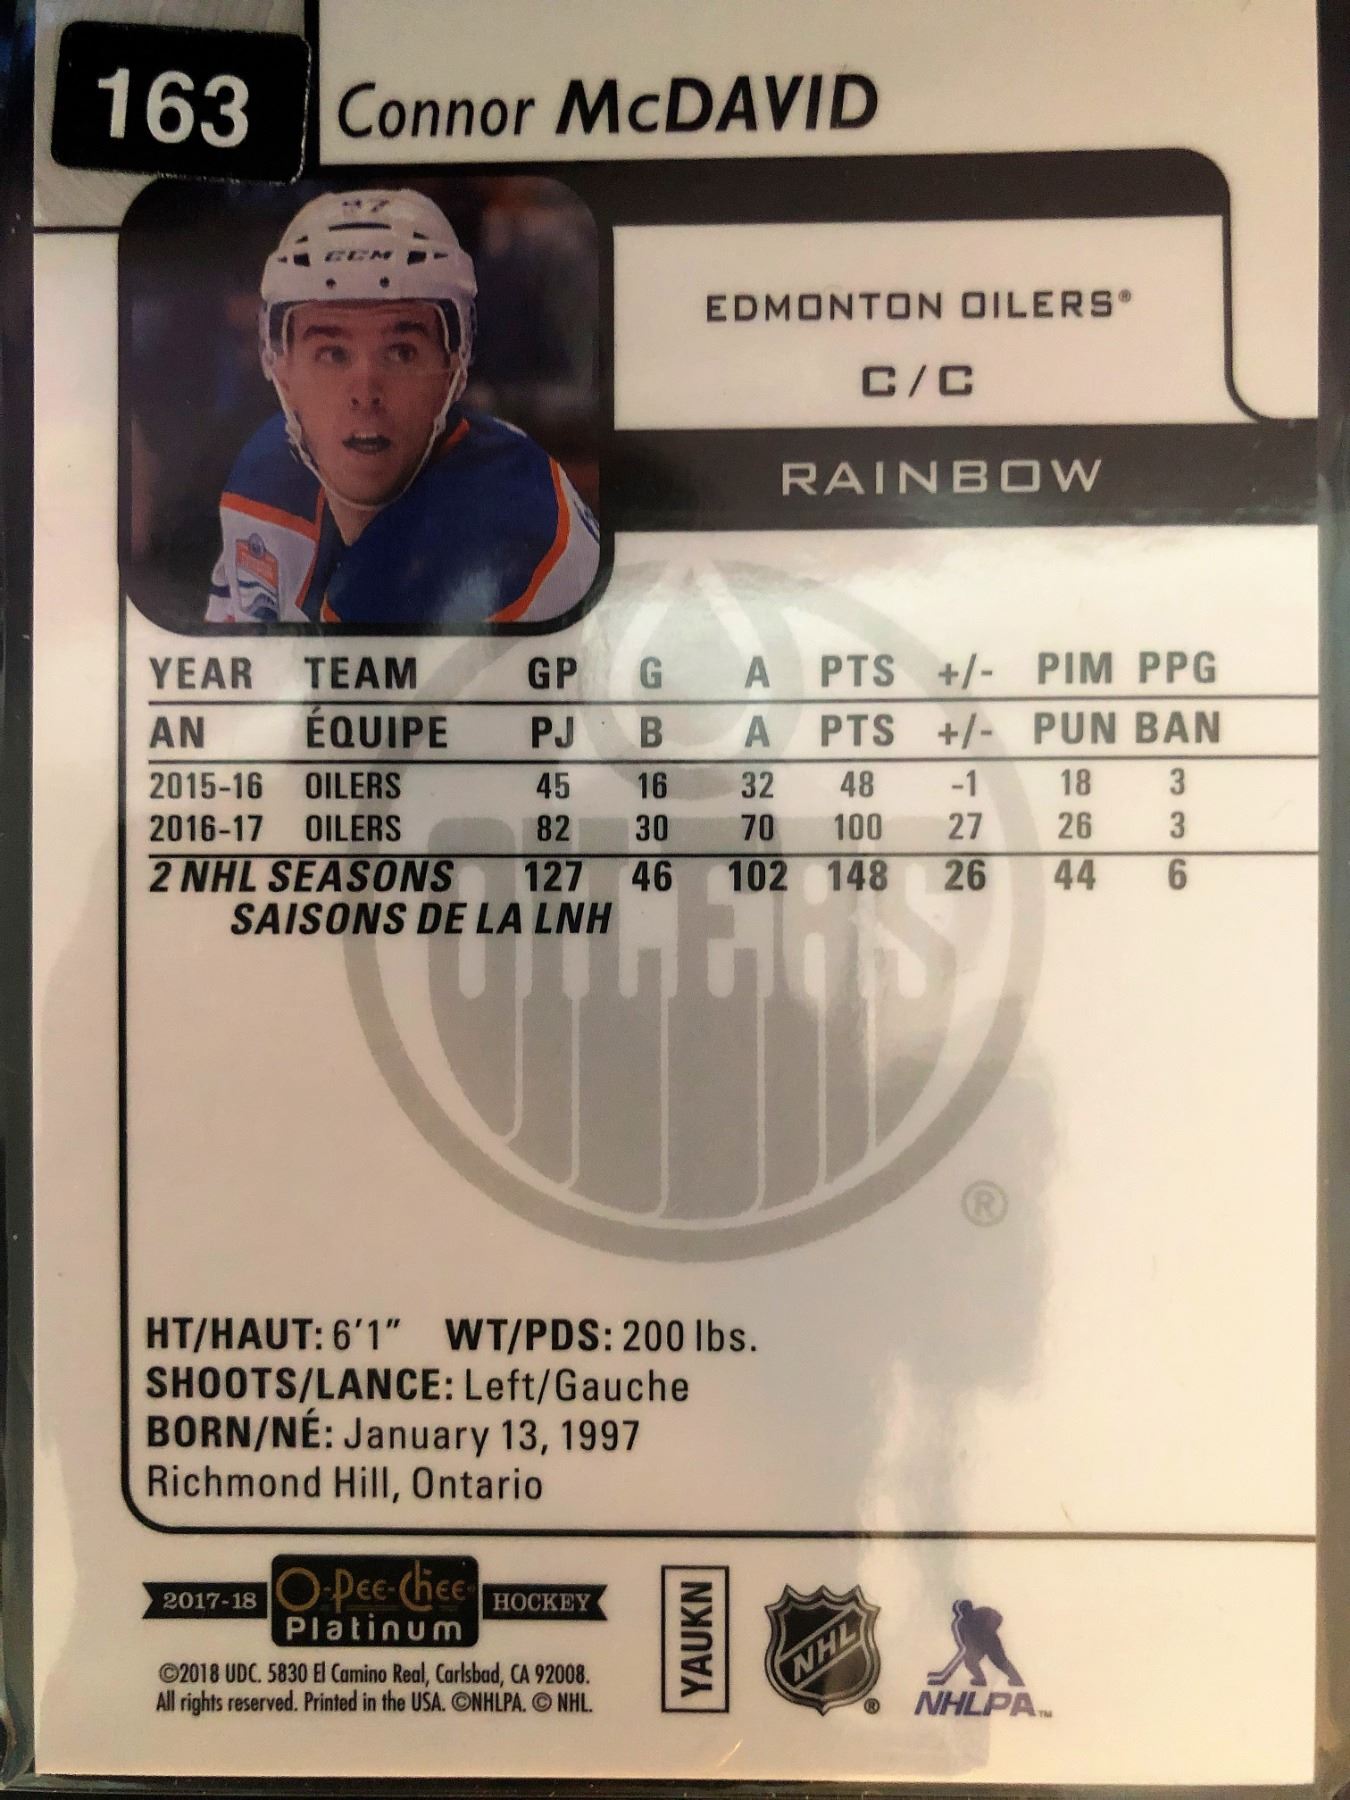 163
Connor McDAVID
97
CCM
EDMONTON OILERS®
C/C
RAINBOW
YEAR TEAM GP G A PTS +/- PIM PPG
AN ÉQUIPE PJ B A PTS +/- PUN BAN
2015-16 OILERS 45 16 32 48 -1 18 3
2016-17 OILERS 82 30 70 100 27 26 3
2 NHL SEASONS 127 46 102 148 26 44 6
SAISONS DE LA LNH
OILERS
®
HT/HAUT: 6'1" WT/PDS: 200 lbs.
SHOOTS/LANCE: Left/Gauche
BORN/NÉ: January 13, 1997
Richmond Hill, Ontario
2017-18 O-Pee-Chee HOCKEY
Platinum
©2018 UDC. 5830 El Camino Real, Carlsbad, CA 92008.
All rights reserved. Printed in the USA. ©NHLPA. © NHL.
YAUKN
NHL ®
NHLPA™